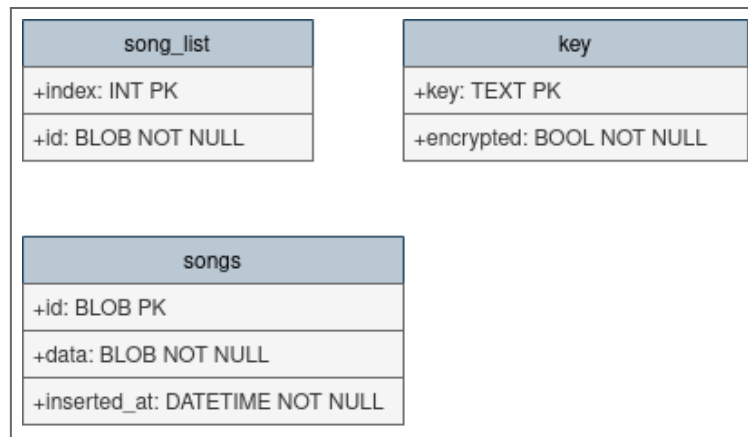 song_list
+index: INT PK
+id: BLOB NOT NULL
key
+key: TEXT PK
+encrypted: BOOL NOT NULL
songs
+id: BLOB PK
+data: BLOB NOT NULL
+inserted_at: DATETIME NOT NULL